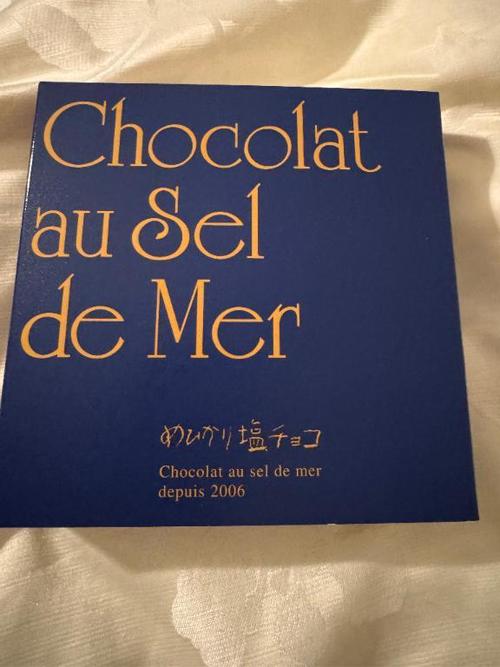 Chocolat
au Sel
de Mer
めひかり塩チョコ
Chocolat au sel de mer
depuis 2006